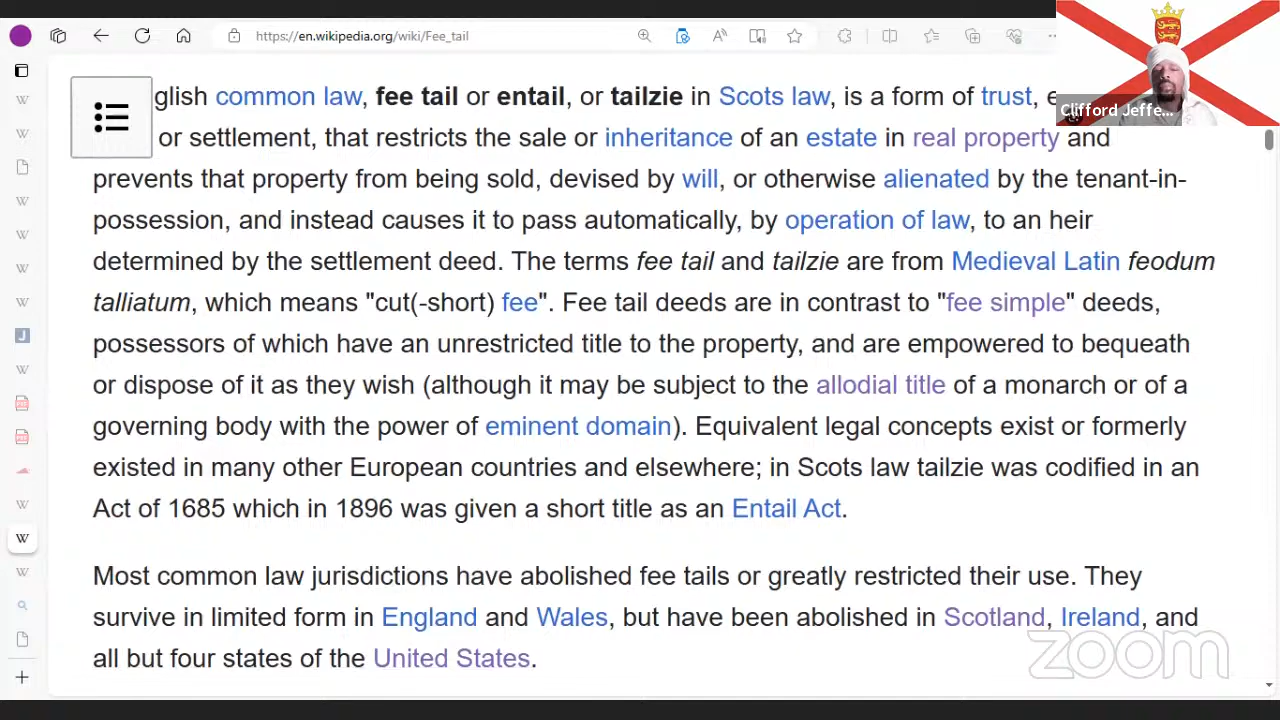 https://en.wikipedia.org/wiki/Fee_tail
Clifford Jeffe...
glish common law, fee tail or entail, or tailzie in Scots law, is a form of trust, e
or settlement, that restricts the sale or inheritance of an estate in real property and
prevents that property from being sold, devised by will, or otherwise alienated by the tenant-in-
possession, and instead causes it to pass automatically, by operation of law, to an heir
determined by the settlement deed. The terms fee tail and tailzie are from Medieval Latin feodum
talliatum, which means "cut(-short) fee". Fee tail deeds are in contrast to "fee simple" deeds,
possessors of which have an unrestricted title to the property, and are empowered to bequeath
or dispose of it as they wish (although it may be subject to the allodial title of a monarch or of a
governing body with the power of eminent domain). Equivalent legal concepts exist or formerly
existed in many other European countries and elsewhere; in Scots law tailzie was codified in an
Act of 1685 which in 1896 was given a short title as an Entail Act.
Most common law jurisdictions have abolished fee tails or greatly restricted their use. They
survive in limited form in England and Wales, but have been abolished in Scotland, Ireland, and
all but four states of the United States.
zoom